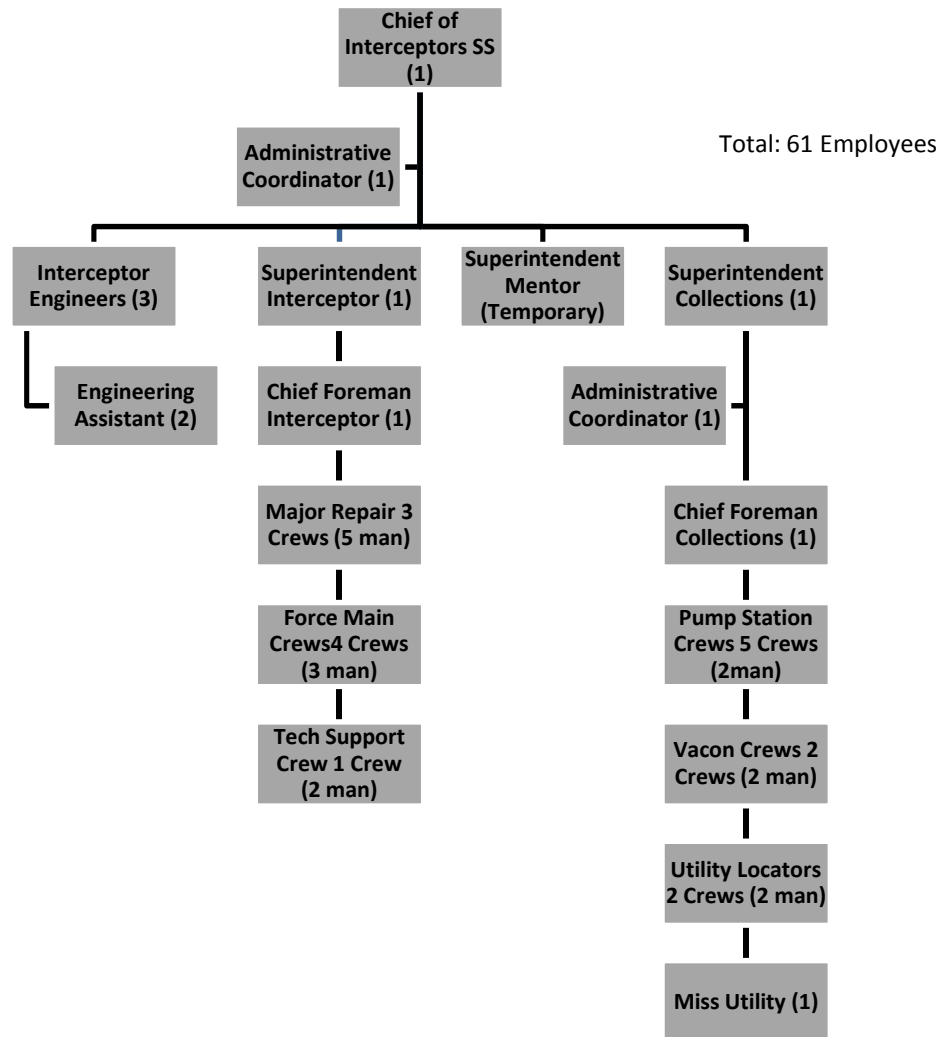 Chief of
Interceptors SS
(1)
Total: 61 Employees
Administrative
Coordinator (1)
Interceptor
Engineers (3)
Superintendent
Interceptor (1)
Superintendent
Mentor
(Temporary)
Superintendent
Collections (1)
Engineering
Assistant (2)
Chief Foreman
Interceptor (1)
Administrative
Coordinator (1)
Major Repair 3
Crews (5 man)
Chief Foreman
Collections (1)
Force Main
Crews4 Crews
(3 man)
Pump Station
Crews 5 Crews
(2man)
Tech Support
Crew 1 Crew
(2 man)
Vacon Crews 2
Crews (2 man)
Utility Locators
2 Crews (2 man)
Miss Utility (1)